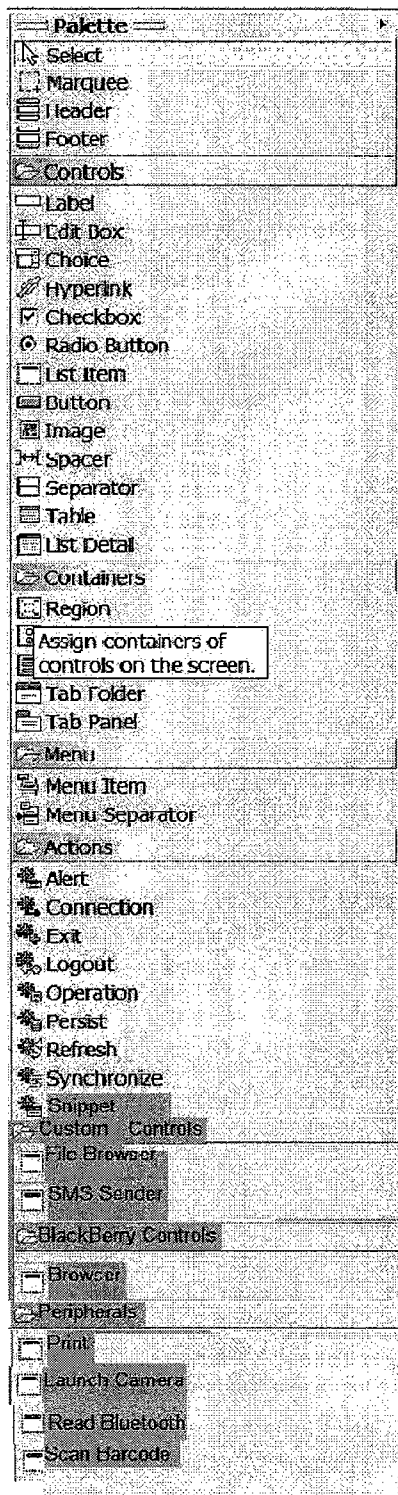 Palette
Select
Marquee
Header
Footer
Controls
Label
Edit Box
Choice
Hyperlink
Checkbox
Radio Button
List Item
Button
Image
Spacer
Separator
Table
List Detail
Containers
Region
Assign containers of
controls on the screen.
Tab Folder
Tab Panel
Menu
Menu Item
Menu Separator
Actions
Alert
Connection
Exit
Logout
Operation
Persist
Refresh
Synchronize
Snippet
Custom Controls
File Browser
SMS Sender
BlackBerry Controls
Browser
Peripherals
Print
Launch Camera
Read Bluetooth
Scan Barcode